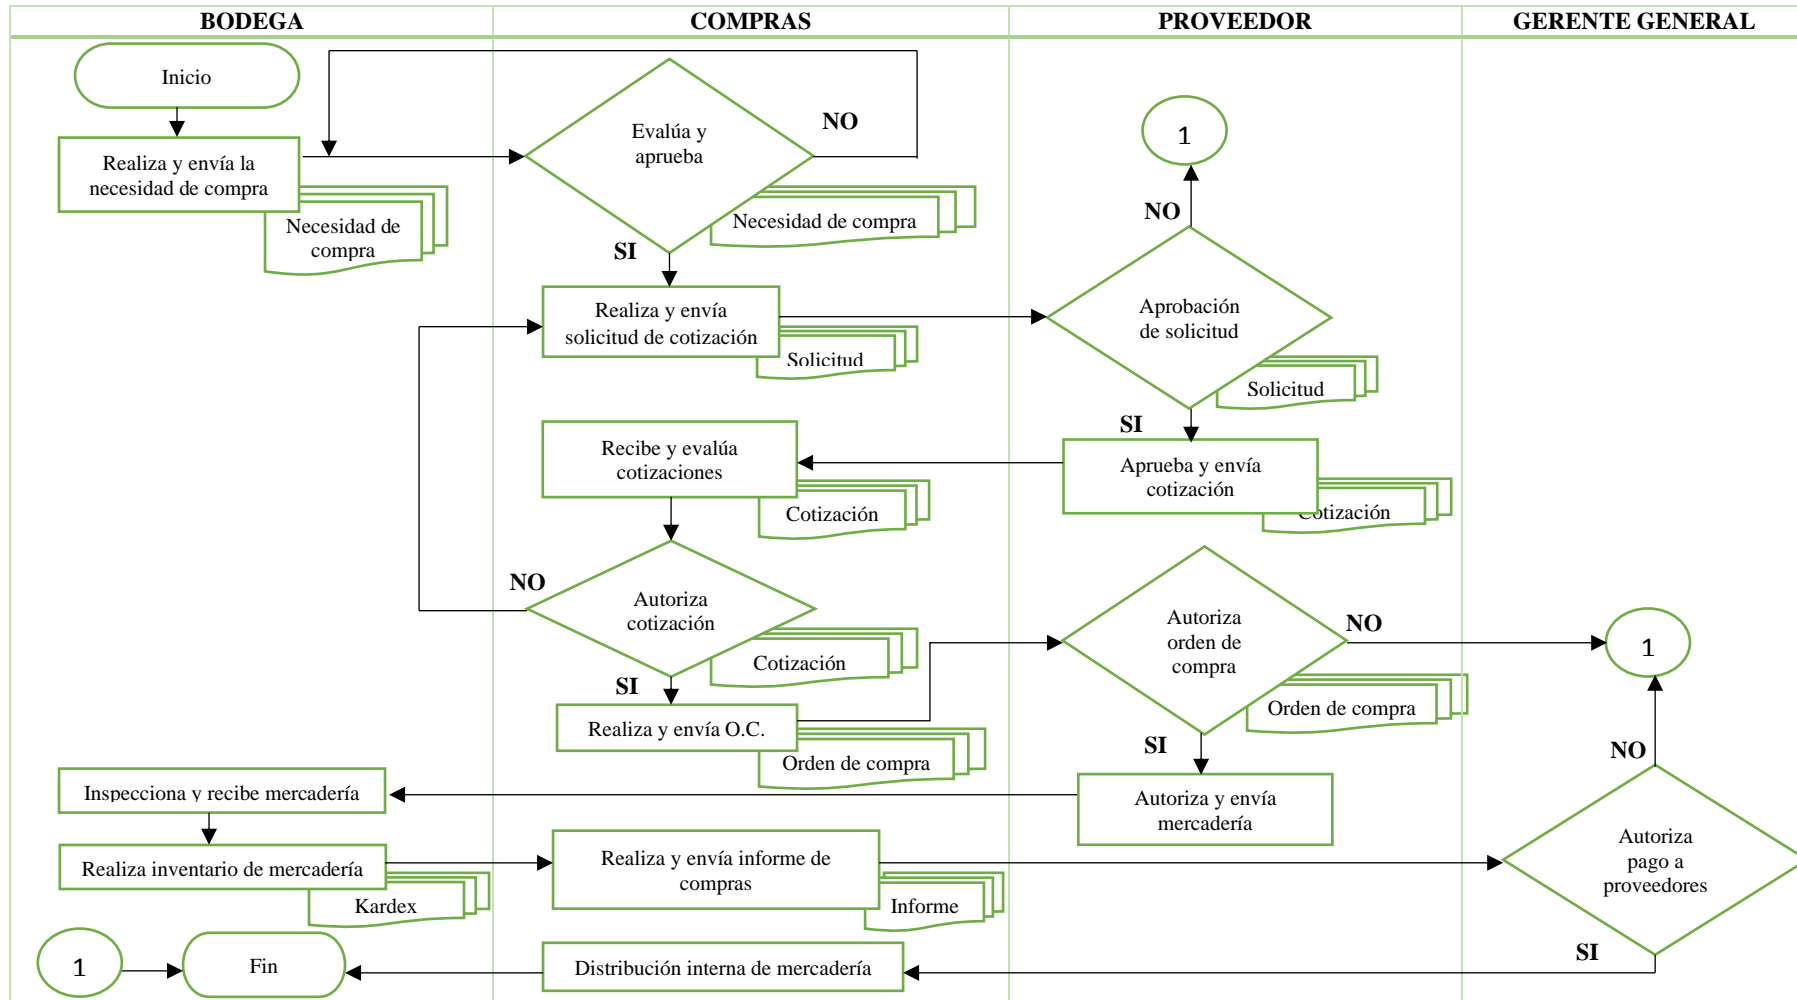 BODEGA
COMPRAS
PROVEEDOR
GERENTE GENERAL
Inicio
Realiza y envía la
necesidad de compra
Necesidad de
compra
Evalúa y
aprueba
NO
Necesidad de compra
SI
1
NO
Realiza y envía
solicitud de cotización
Solicitud
Aprobación
de solicitud
Solicitud
SI
Recibe y evalúa
cotizaciones
Cotización
Aprueba y envía
cotización
Cotización
NO
Autoriza
cotización
Cotización
SI
Autoriza
orden de
compra
NO
1
Orden de compra
SI
Realiza y envía O.C.
Orden de compra
NO
Inspecciona y recibe mercadería
Autoriza y envía
mercadería
Realiza inventario de mercadería
Kardex
Realiza y envía informe de
compras
Informe
Autoriza
pago a
proveedores
SI
1
Fin
Distribución interna de mercadería